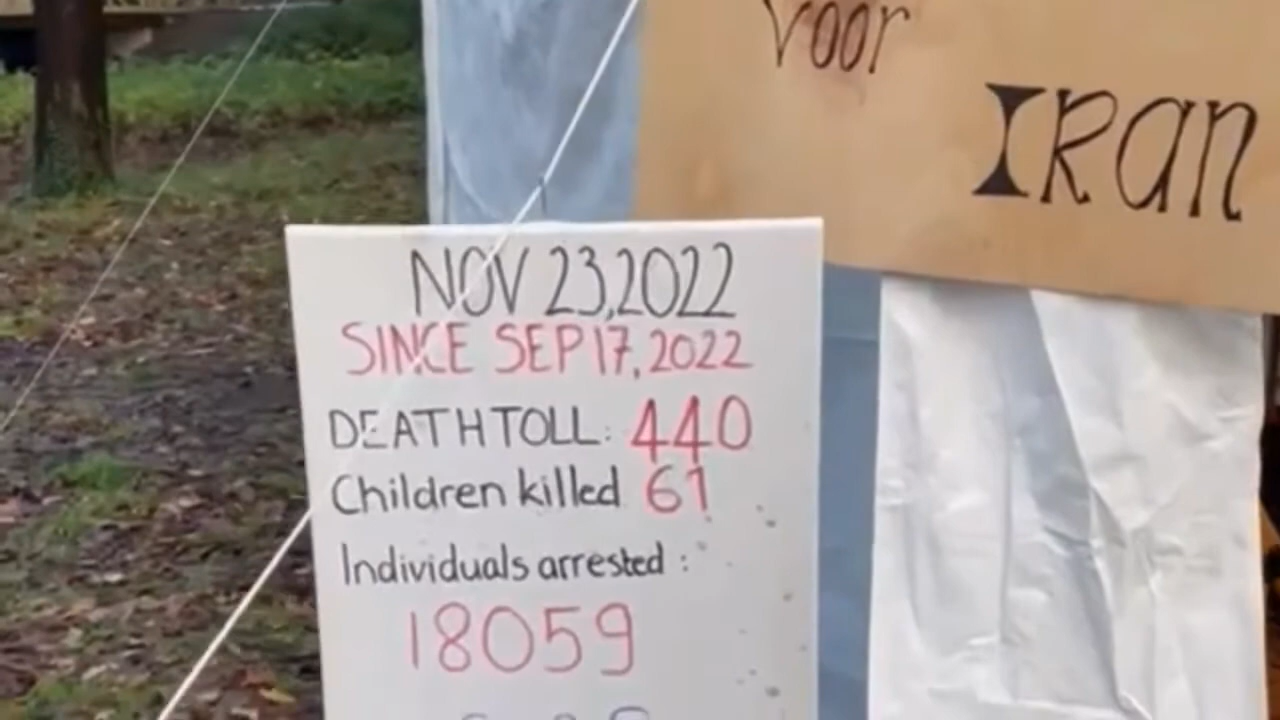 voor
IRan
NOV 23,2022
SINCE SEP 17, 2022
DEATH TOLL: 440
Children killed 61
Individuals arrested :
18059